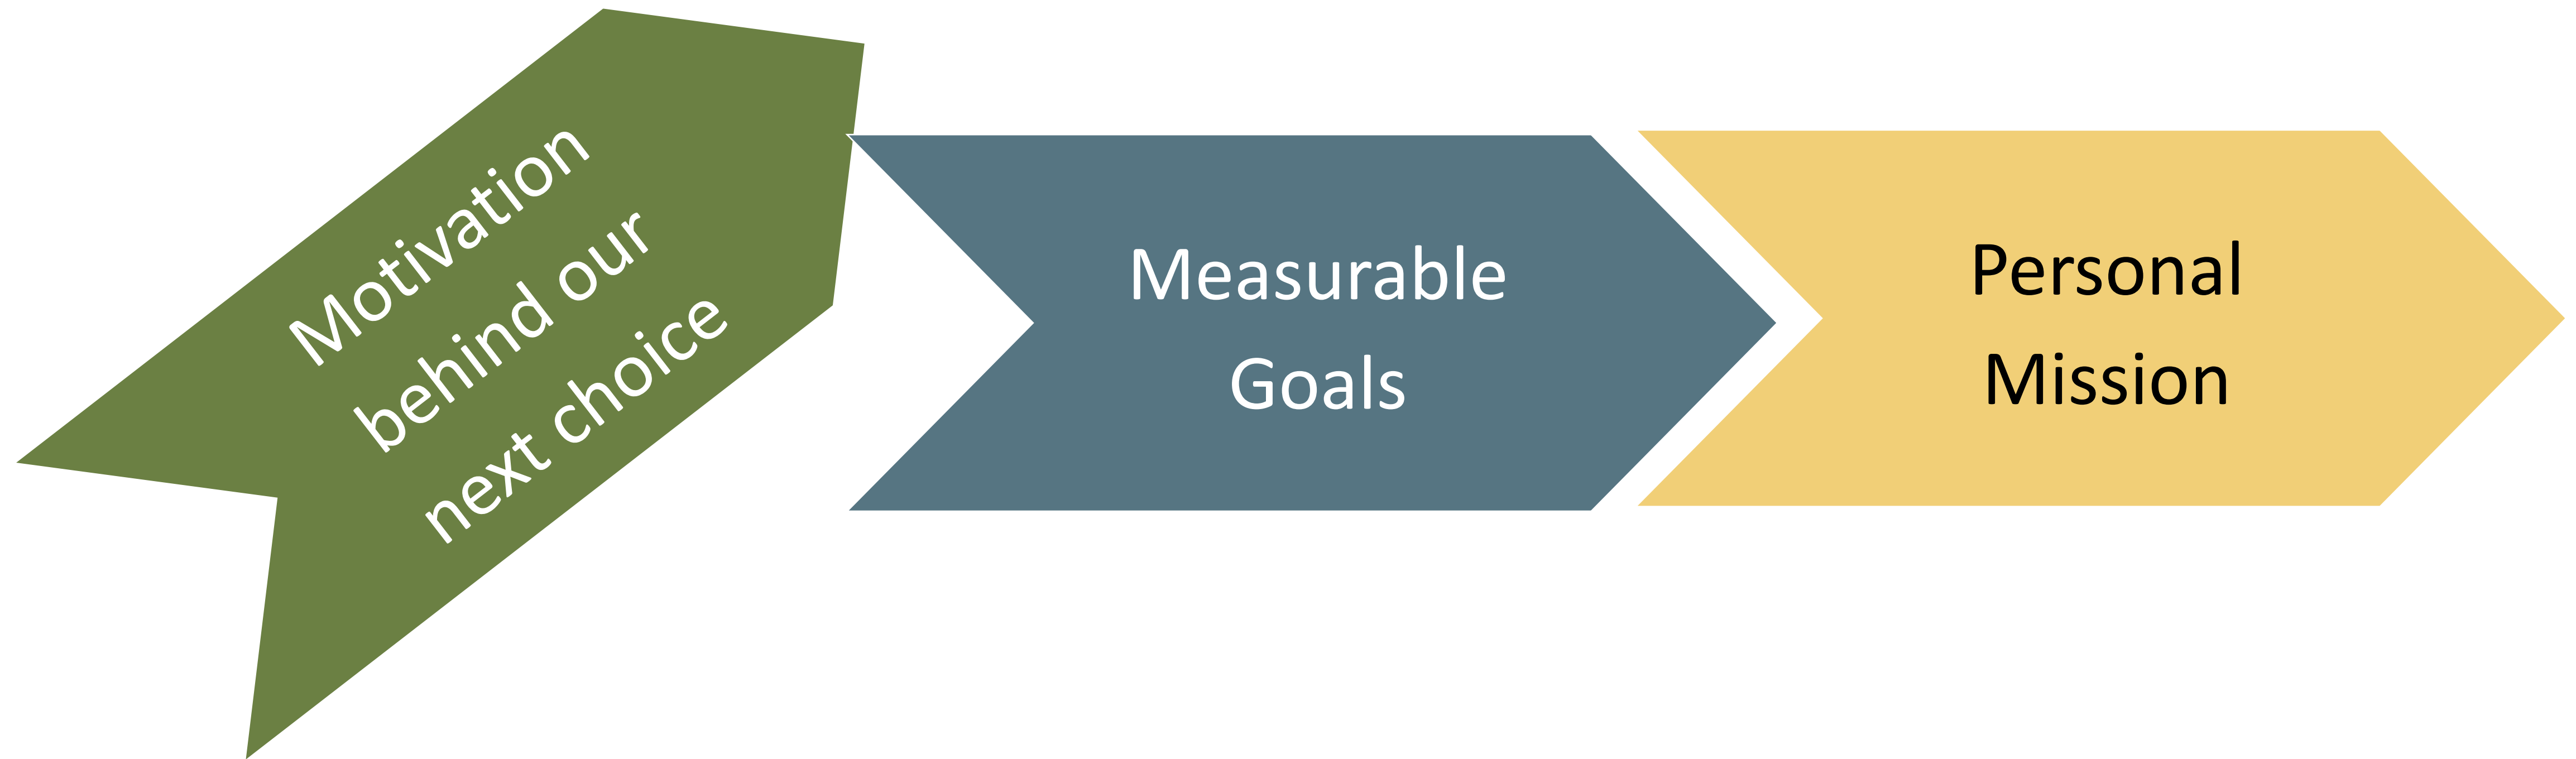 Motivation
behind our
next choice
Measurable
Goals
Personal
Mission